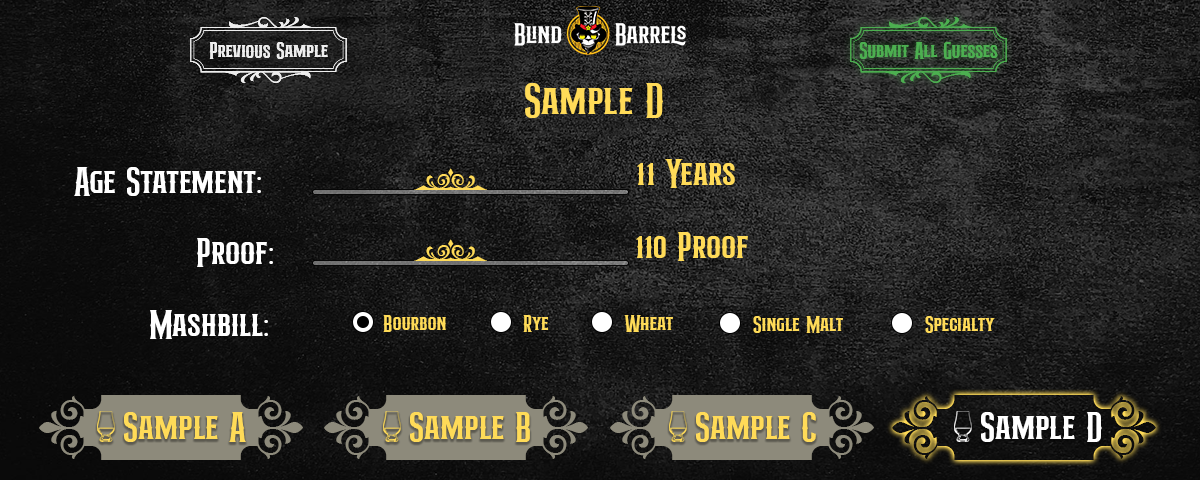 Previous Sample
Blind Barrels
Submit All Guesses
Sample D
Age Statement: 11 Years
Proof: 110 Proof
Mashbill: Bourbon Rye Wheat Single Malt Specialty
Sample A Sample B Sample C Sample D